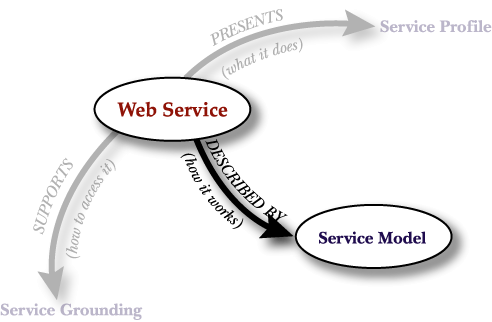 PRESENTS
(what it does)
Service Profile
Web Service
DESCRIBED BY
(how it works)
SUPPORTS
(how to access it)
Service Model
Service Grounding